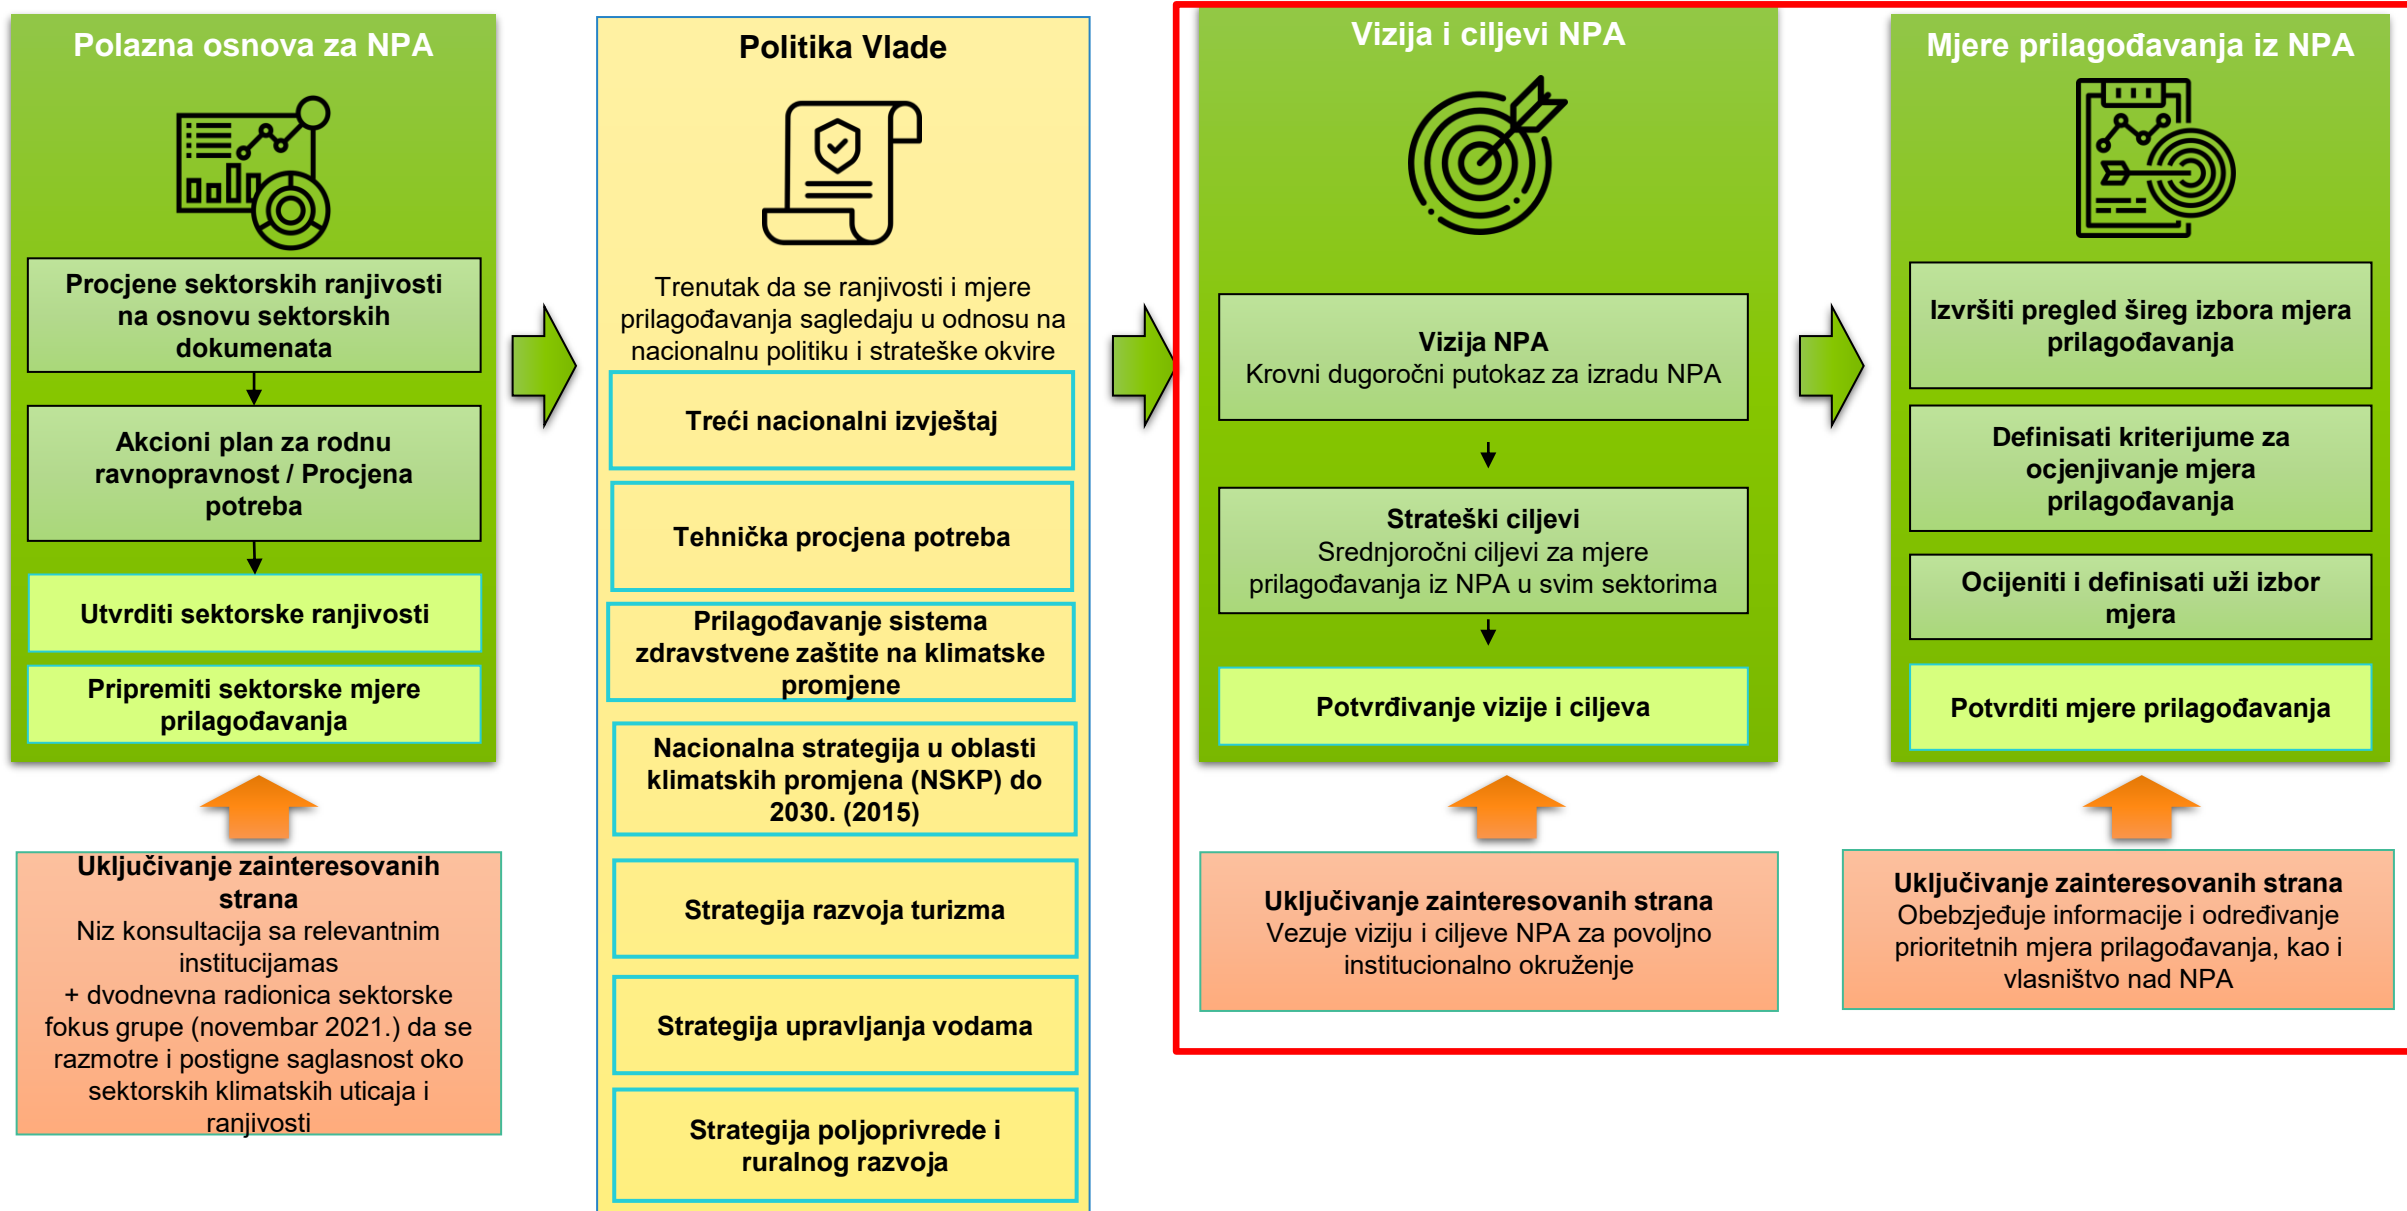 Polazna osnova za NPA
Procjene sektorskih ranjivosti
na osnovu sektorskih
dokumenata
Akcioni plan za rodnu
ravnopravnost / Procjena
potreba
Utvrditi sektorske ranjivosti
Pripremiti sektorske mjere
prilagođavanja
Uključivanje zainteresovanih
strana
Niz konsultacija sa relevantnim
institucijamas
+ dvodnevna radionica sektorske
fokus grupe (novembar 2021.) da se
razmotre i postigne saglasnost oko
sektorskih klimatskih uticaja i
ranjivosti
Politika Vlade
Trenutak da se ranjivosti i mjere
prilagođavanja sagledaju u odnosu na
nacionalnu politiku i strateške okvire
Treći nacionalni izvještaj
Tehnička procjena potreba
Prilagođavanje sistema
zdravstvene zaštite na klimatske
promjene
Nacionalna strategija u oblasti
klimatskih promjena (NSKP) do
2030. (2015)
Strategija razvoja turizma
Strategija upravljanja vodama
Strategija poljoprivrede i
ruralnog razvoja
Vizija i ciljevi NPA
Vizija NPA
Krovni dugoročni putokaz za izradu NPA
Strateški ciljevi
Srednjoročni ciljevi za mjere
prilagođavanja iz NPA u svim sektorima
Potvrđivanje vizije i ciljeva
Uključivanje zainteresovanih strana
Vezuje viziju i ciljeve NPA za povoljno
institucionalno okruženje
Mjere prilagođavanja iz NPA
Izvršiti pregled šireg izbora mjera
prilagođavanja
Definisati kriterijume za
ocjenjivanje mjera
prilagođavanja
Ocijeniti i definisati uži izbor
mjera
Potvrditi mjere prilagođavanja
Uključivanje zainteresovanih strana
Obebzjeđuje informacije i određivanje
prioritetnih mjera prilagođavanja, kao i
vlasništvo nad NPA